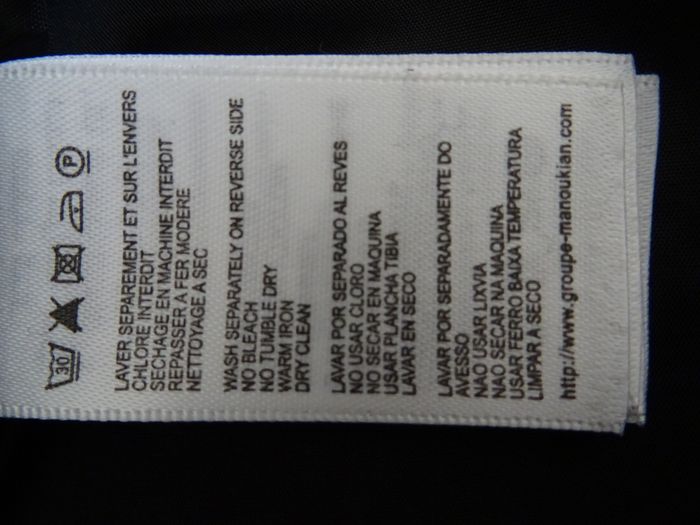 30
P
LAVER SEPAREMENT ET SUR L'ENVERS
CHLORE INTERDIT
SECHAGE EN MACHINE INTERDIT
REPASSER A FER MODERE
NETTOYAGE A SEC
WASH SEPARATELY ON REVERSE SIDE
NO BLEACH
NO TUMBLE DRY
WARM IRON
DRY CLEAN
LAVAR POR SEPARADO AL REVES
NO USAR CLORO
NO SECAR EN MAQUINA
USAR PLANCHA TIBIA
LAVAR EN SECO
LAVAR POR SEPARADAMENTE DO
AVESSO
NAO USAR LIXVIA
NAO SECAR NA MAQUINA
USAR FERRO BAIXA TEMPERATURA
LIMPAR A SECO
http://www.groupe-manoukian.com